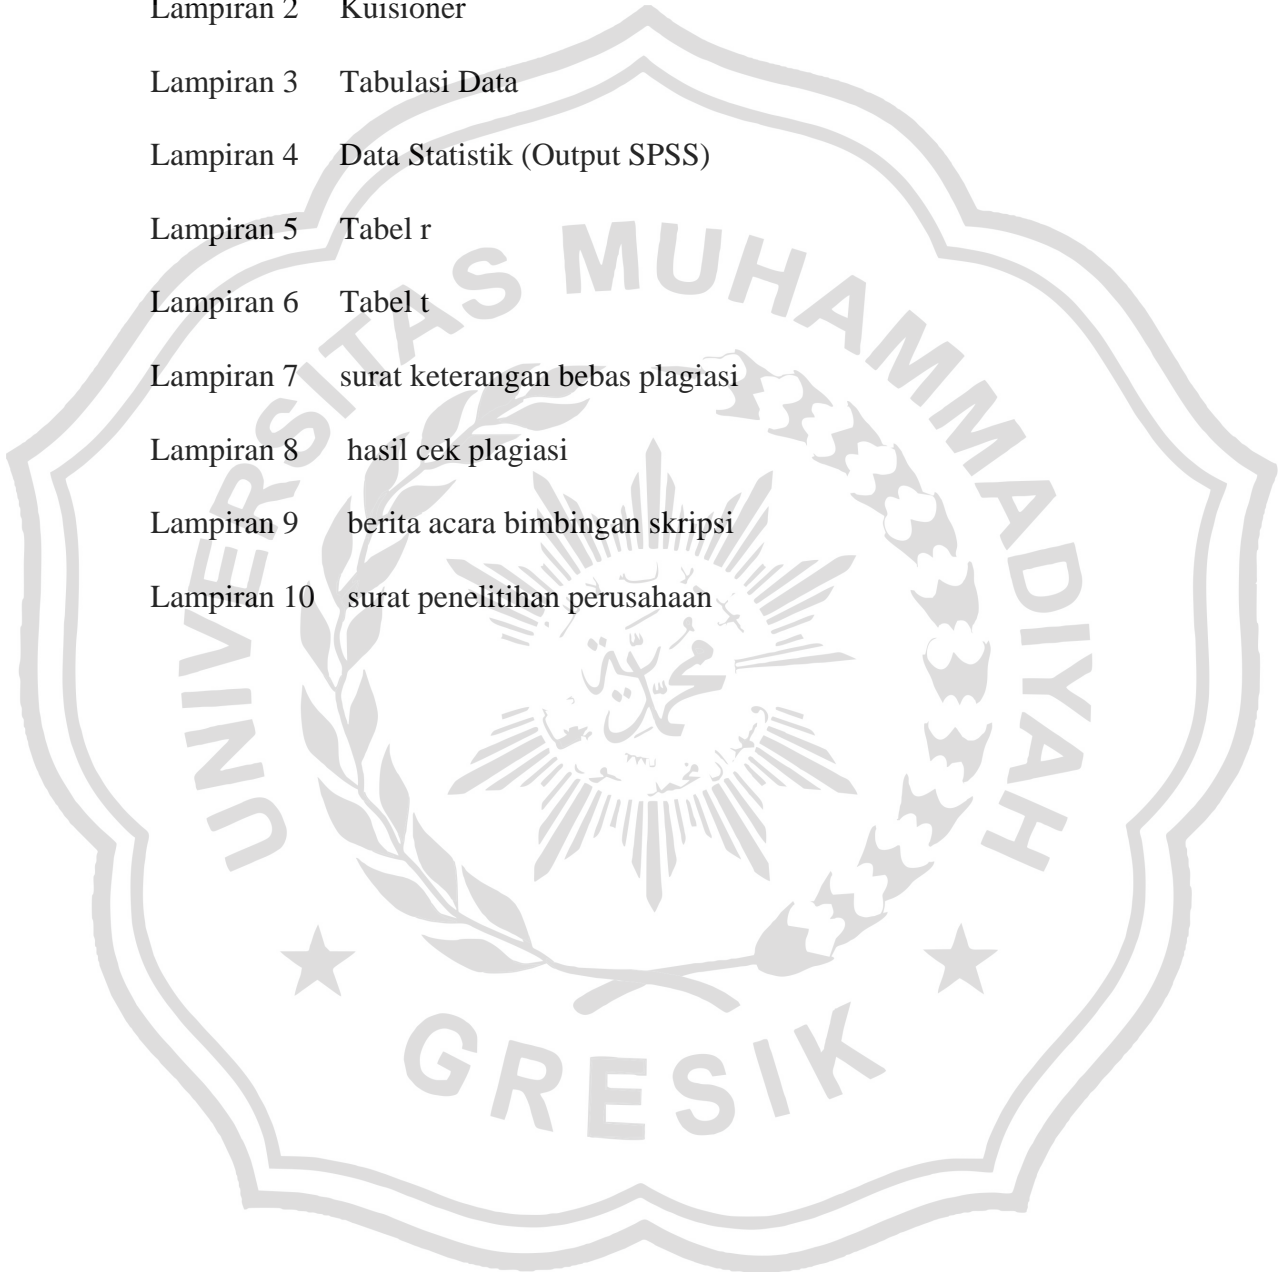 Lampiran 2 Kuisioner
Lampiran 3 Tabulasi Data
Lampiran 4 Data Statistik (Output SPSS)
Lampiran 5 Tabel r
Lampiran 6 Tabel t
Lampiran 7 surat keterangan bebas plagiasi
Lampiran 8 hasil cek plagiasi
Lampiran 9 berita acara bimbingan skripsi
Lampiran 10 surat penelitihan perusahaan
UNIVERSITAS MUHAMMADIYAH
GRESIK
محمدية